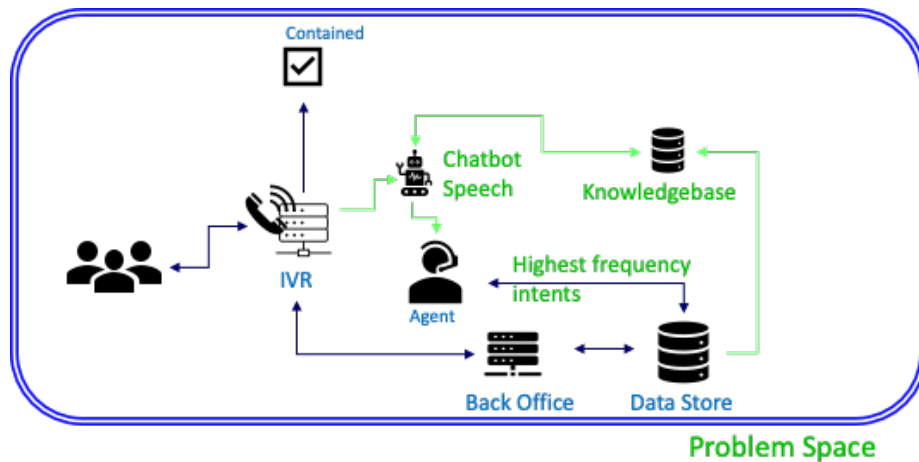 Contained
Chatbot
Speech
Knowledgebase
IVR
Highest frequency
intents
Agent
Back Office
Data Store
Problem Space